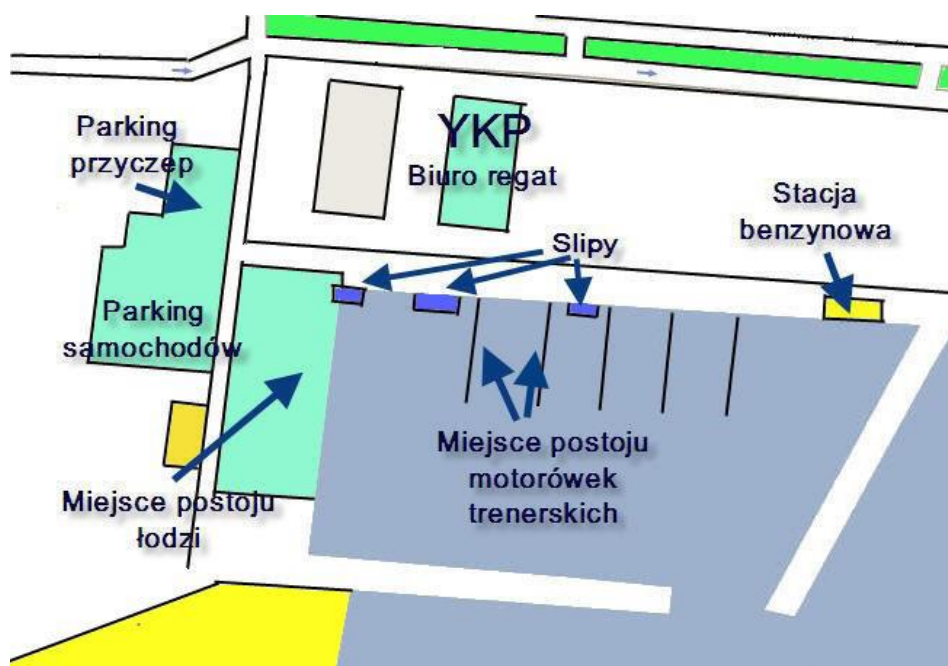 Parking
przyczep
YKP
Biuro regat
Stacja
benzynowa
Slipy
Parking
samochodów
Miejsce postoju
motorówek
trenerskich
Miejsce postoju
łodzi